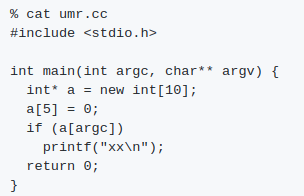 % cat umr.cc
#include <stdio.h>

int main(int argc, char** argv) {
  int* a = new int[10];
  a[5] = 0;
  if (a[argc])
    printf("xx\n");
  return 0;
}